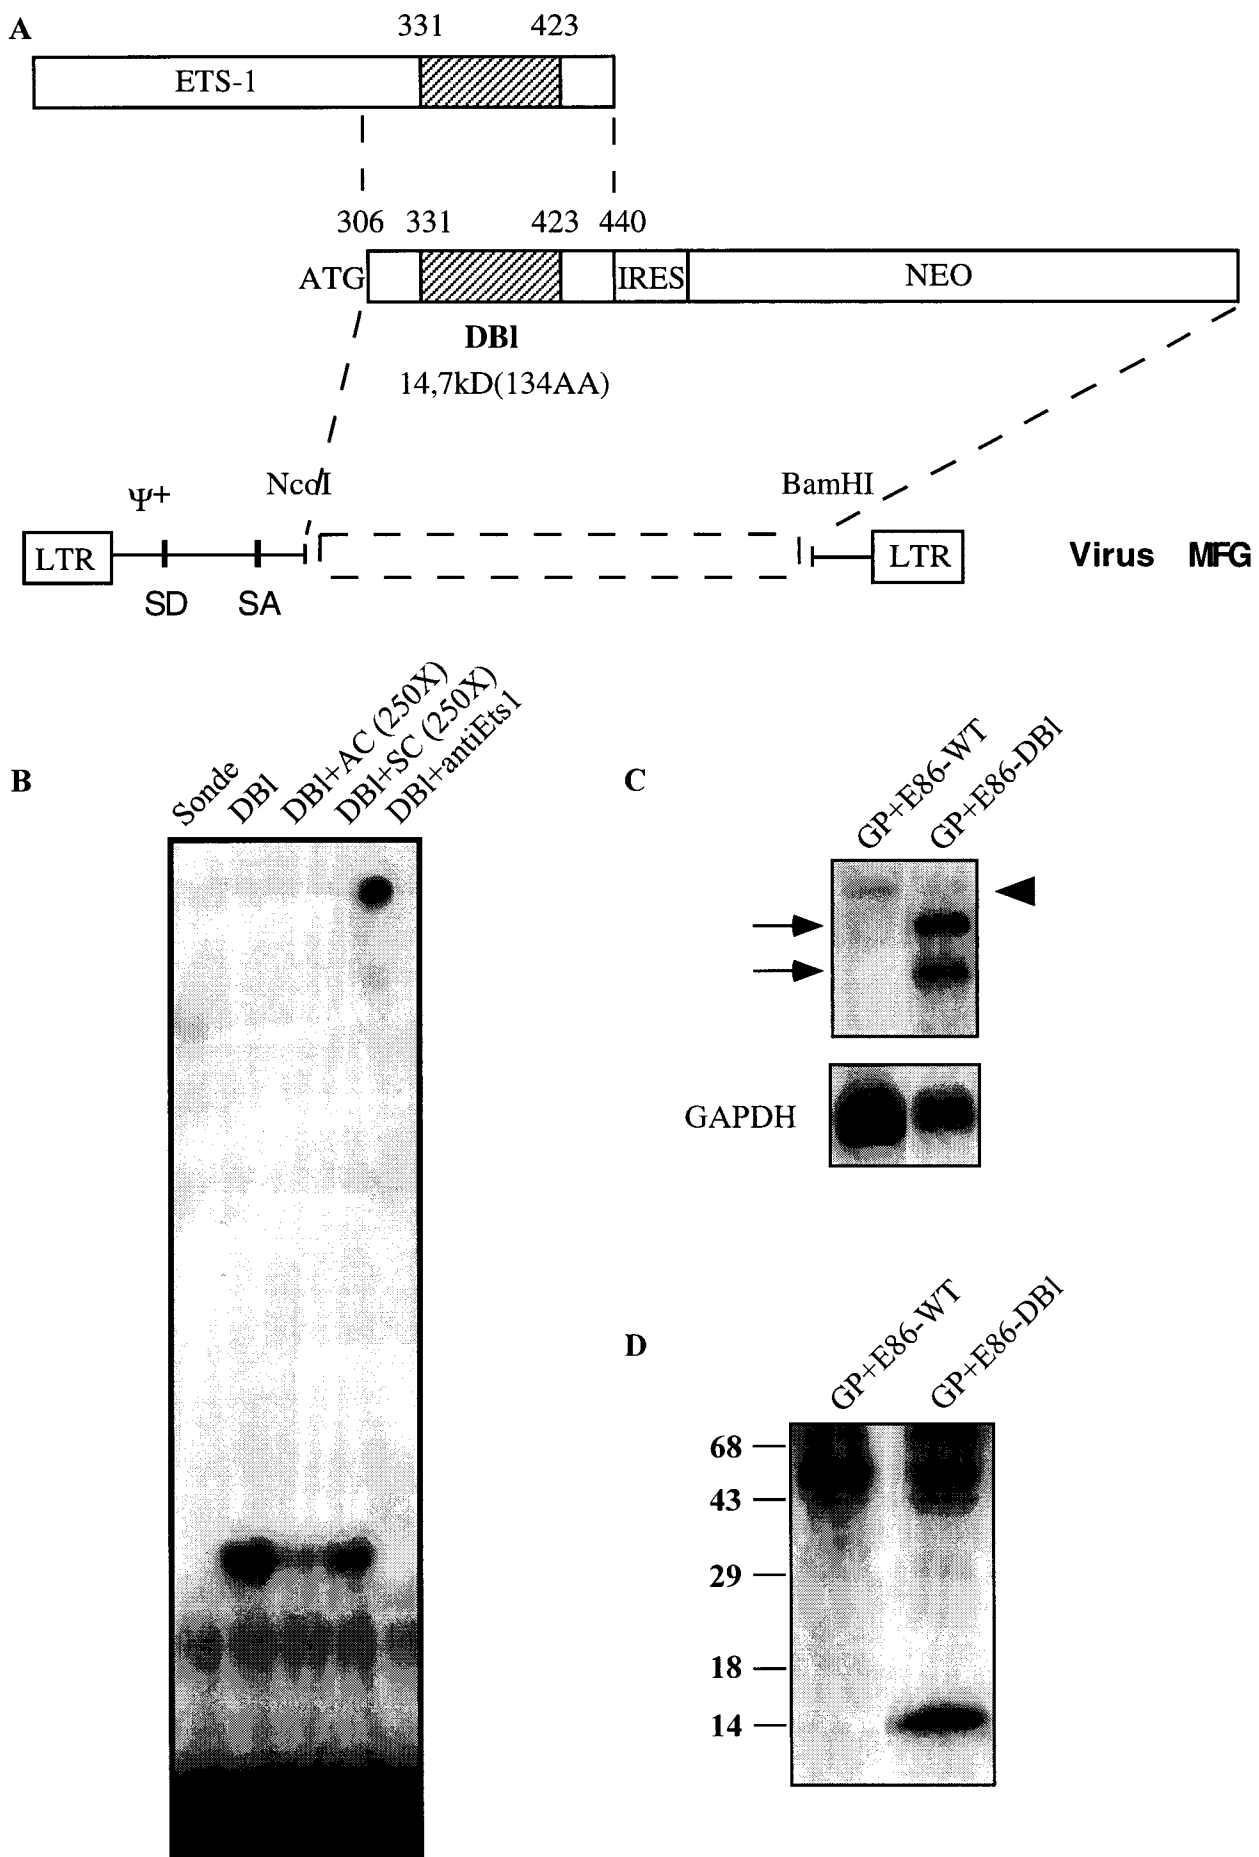 A
331 423
ETS-1
306 331 423 440
ATG IRES NEO
DBl
14,7kD(134AA)
Ψ+ NcoI BamHI
LTR LTR Virus MFG
SD SA
B
Sonde
DBl
DBl+AC (250X)
DBl+SC (250X)
DBl+antiEts1
C
GP+E86-WT
GP+E86-DBl
GAPDH
D
GP+E86-WT
GP+E86-DBl
68
43
29
18
14